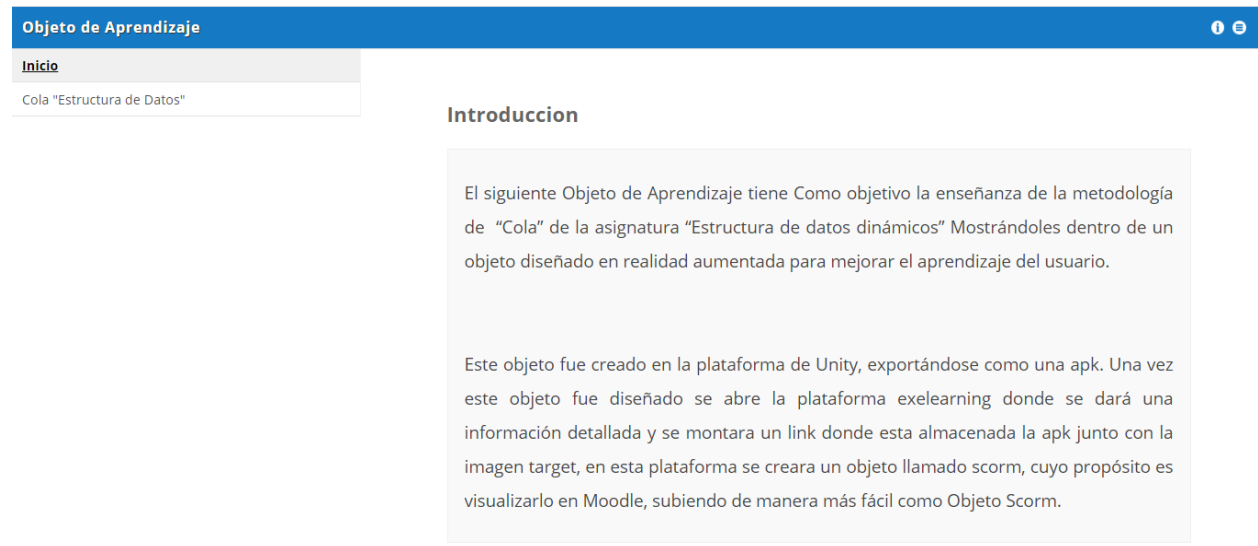 Objeto de Aprendizaje
Inicio
Cola "Estructura de Datos"
Introduccion
El siguiente Objeto de Aprendizaje tiene Como objetivo la enseñanza de la metodología
de “Cola” de la asignatura “Estructura de datos dinámicos” Mostrándoles dentro de un
objeto diseñado en realidad aumentada para mejorar el aprendizaje del usuario.
Este objeto fue creado en la plataforma de Unity, exportándose como una apk. Una vez
este objeto fue diseñado se abre la plataforma exelearning donde se dará una
información detallada y se montara un link donde esta almacenada la apk junto con la
imagen target, en esta plataforma se creara un objeto llamado scorm, cuyo propósito es
visualizarlo en Moodle, subiendo de manera más fácil como Objeto Scorm.